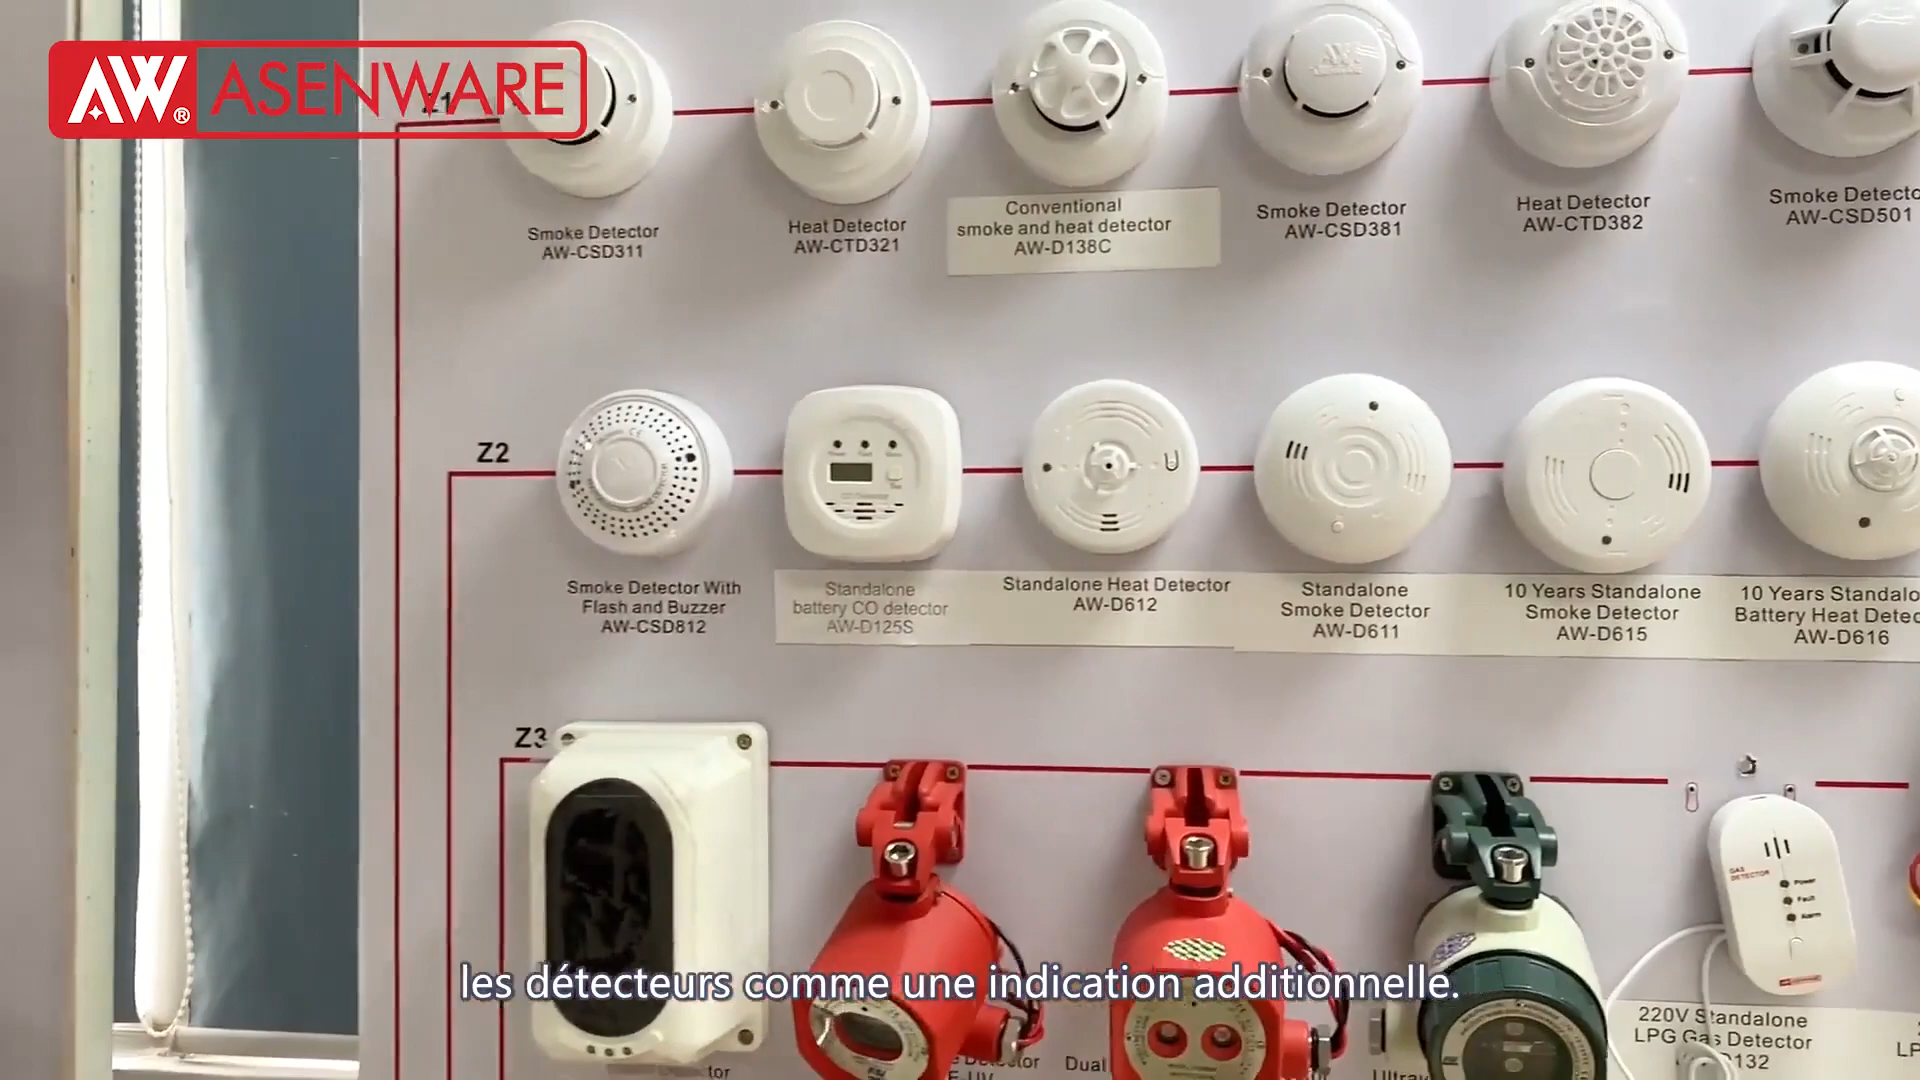 AW® ASENWARE
Smoke Detector
AW-CSD311
Heat Detector
AW-CTD321
Conventional
smoke and heat detector
AW-D138C
Smoke Detector
AW-CSD381
Heat Detector
AW-CTD382
Smoke Detecto
AW-CSD501
Z2
Smoke Detector With
Flash and Buzzer
AW-CSD812
Standalone
battery CO detector
AW-D125S
Standalone Heat Detector
AW-D612
Standalone
Smoke Detector
AW-D611
10 Years Standalone
Smoke Detector
AW-D615
10 Years Standalo
Battery Heat Detec
AW-D616
Z3
GAS
DETECTOR
Power
Fault
Alarm
les détecteurs comme une indication additionnelle.
220V Standalone
LPG Gas Detector
D132
Dual